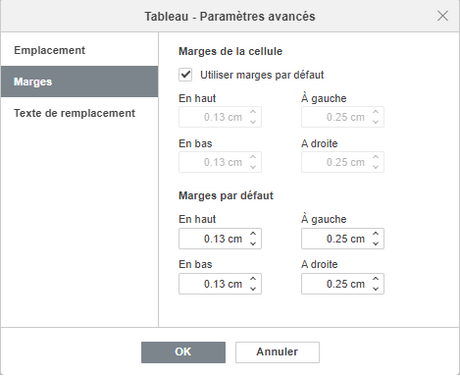 Tableau - Paramètres avancés
Emplacement
Marges
Texte de remplacement
Marges de la cellule
Utiliser marges par défaut
En haut À gauche
0.13 cm 0.25 cm
En bas A droite
0.13 cm 0.25 cm
Marges par défaut
En haut À gauche
0.13 cm 0.25 cm
En bas A droite
0.13 cm 0.25 cm
OK Annuler